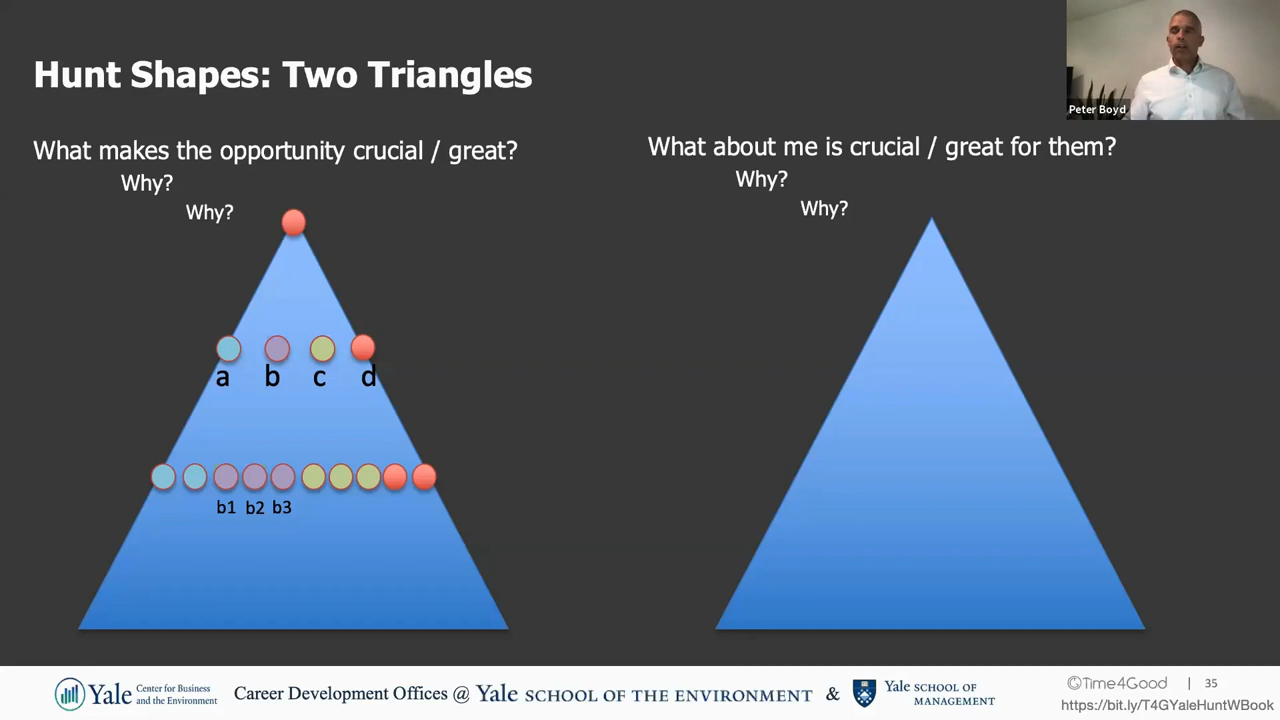 Hunt Shapes: Two Triangles
Peter Boyd
What makes the opportunity crucial / great?
Why?
Why?
a b c d
b1 b2 b3
What about me is crucial / great for them?
Why?
Why?
Yale Center for Business
and the Environment
Career Development Offices @ Yale SCHOOL OF THE ENVIRONMENT &
Yale SCHOOL OF
MANAGEMENT
©Time4Good | 35
https://bit.ly/T4GYaleHuntWBook